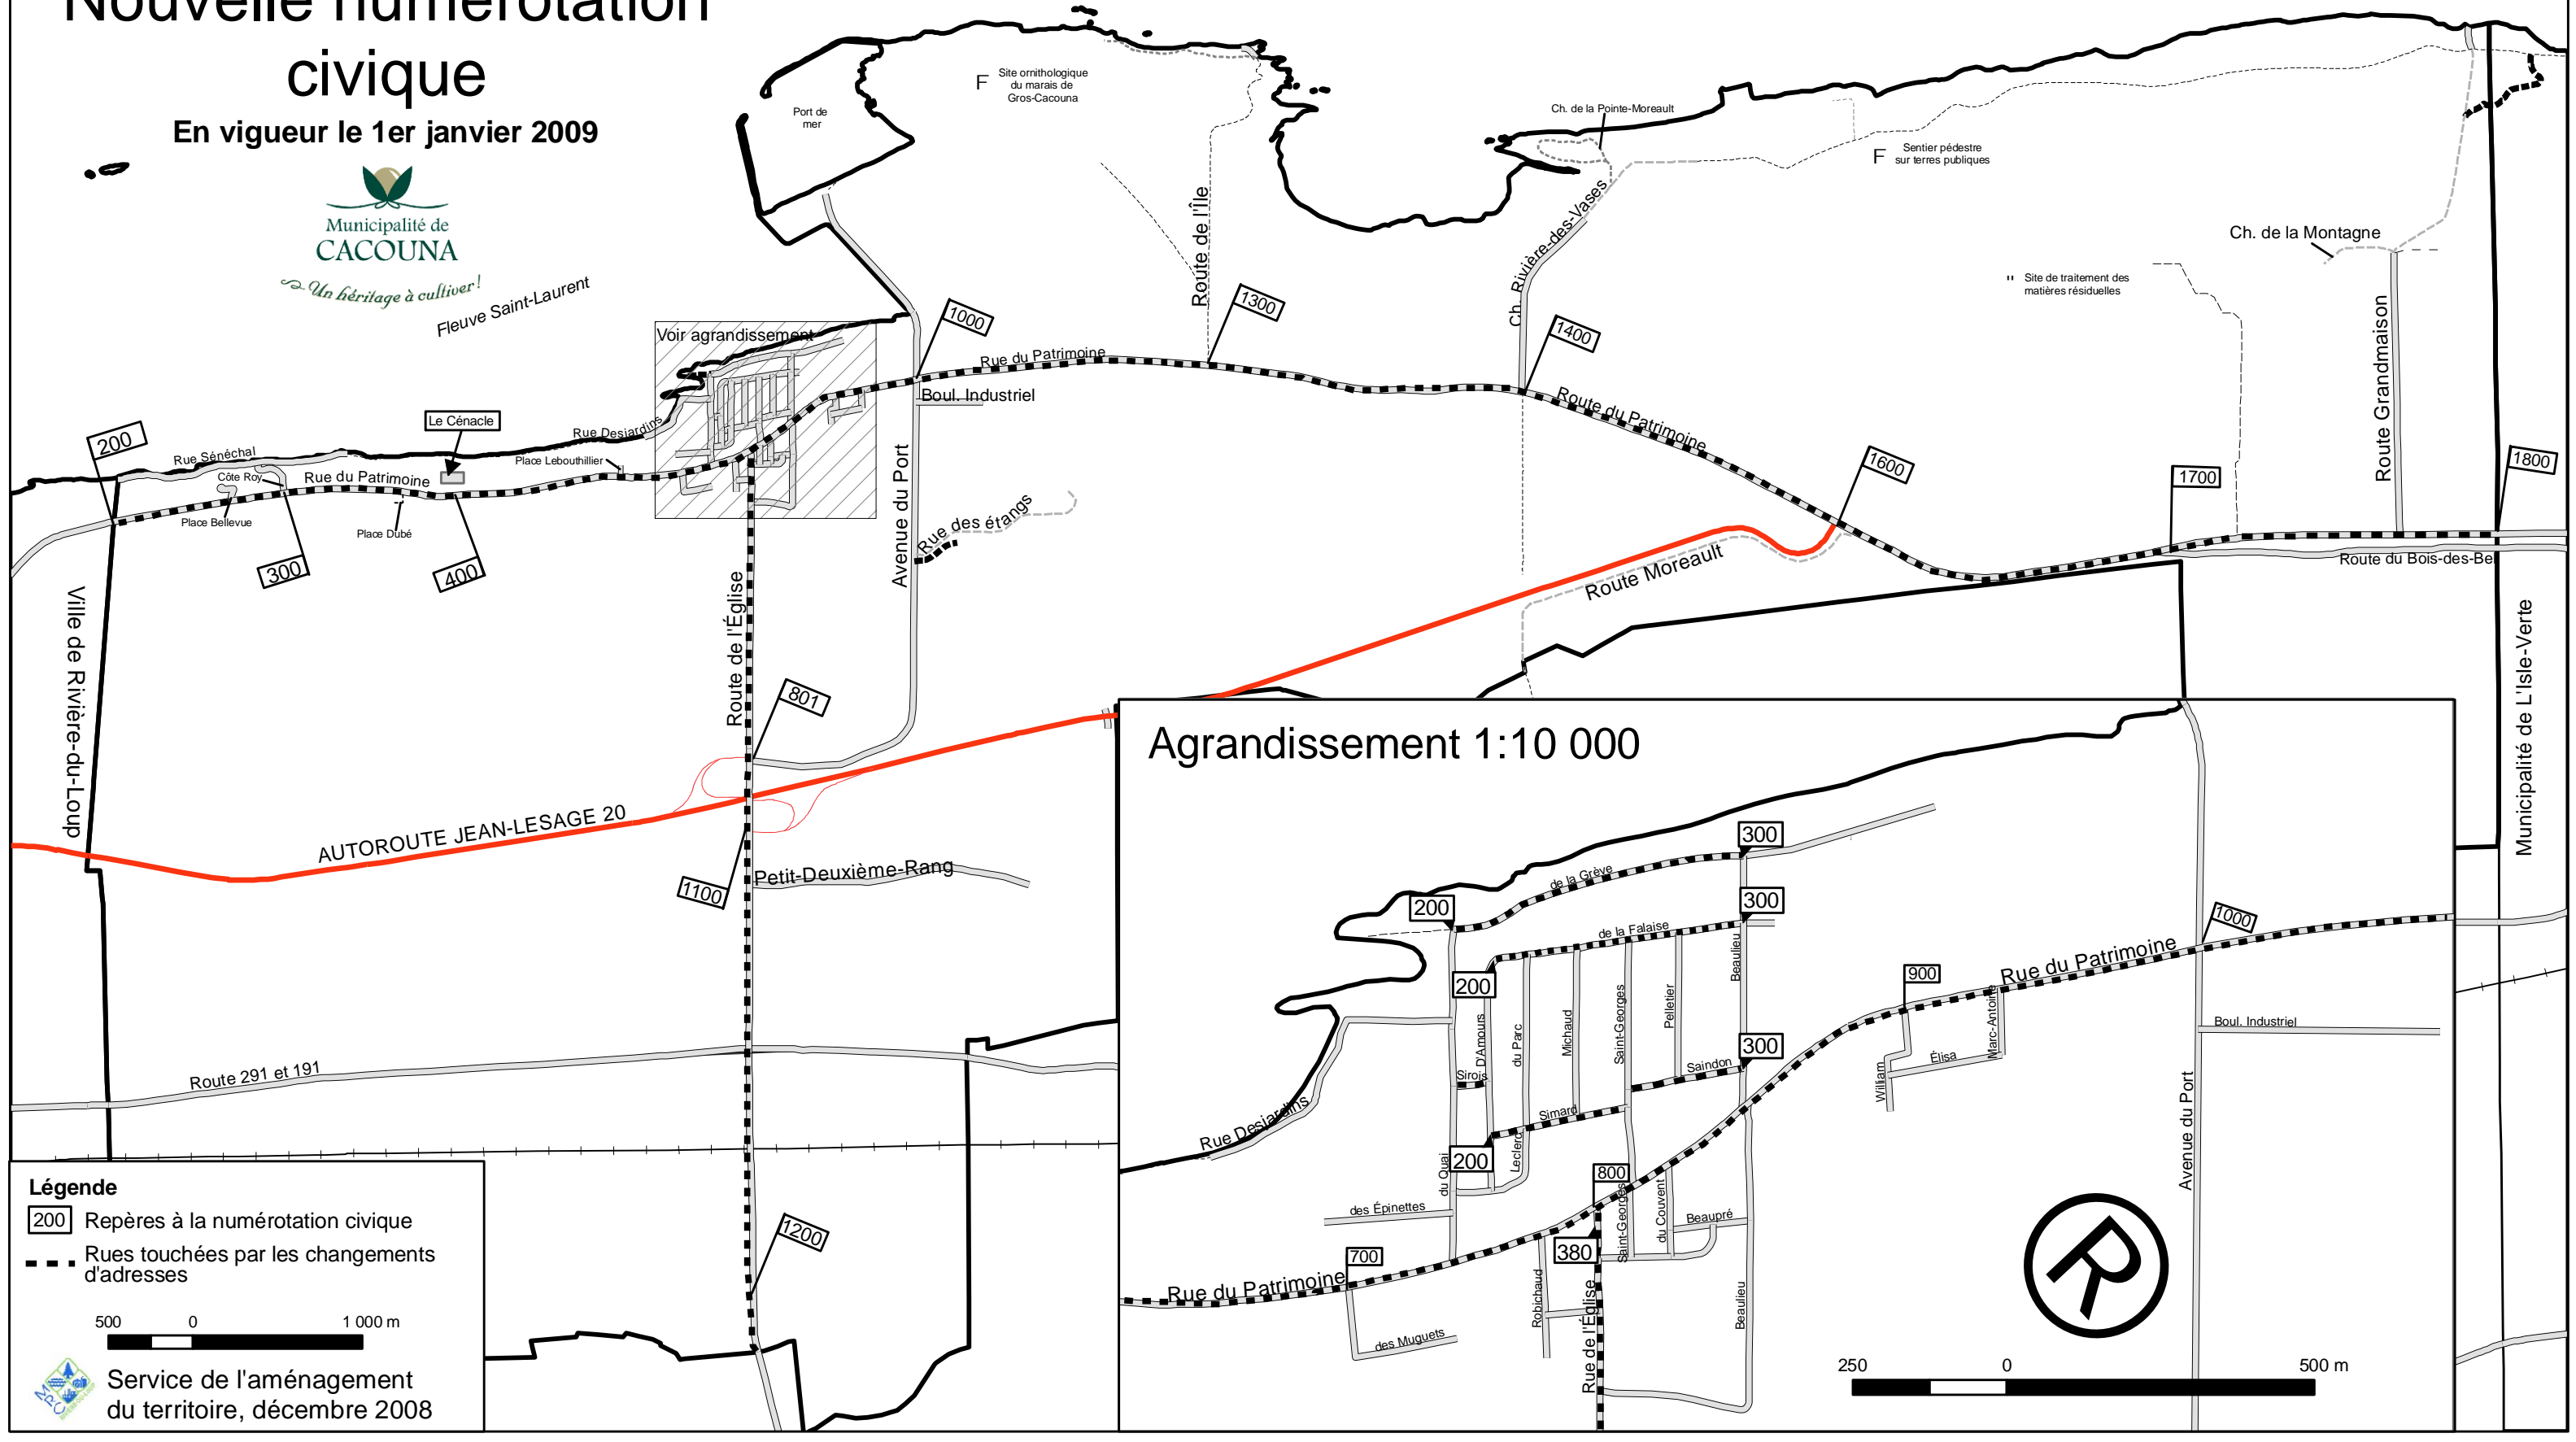 Nouvelle numérotation
civique
En vigueur le 1er janvier 2009
Municipalité de
CACOUNA
Un héritage à cultiver!
Fleuve Saint-Laurent
Port de
mer
F
Site ornithologique
du marais de
Gros-Cacouna
Route de l'Île
Ch. de la Pointe-Moreault
Ch. Rivière-des-Vases
F
Sentier pédestre
sur terres publiques
Ch. de la Montagne
"
Site de traitement des
matières résiduelles
Route Grandmaison
Voir agrandissement
1000
1300
1400
1600
1700
1800
Rue du Patrimoine
Boul. Industriel
Route du Patrimoine
200
Rue Sénéchal
Côte Roy
Rue du Patrimoine
Le Cénacle
Rue Desjardins
Place Lebouthillier
Place Bellevue
Place Dubé
300
400
Avenue du Port
Rue des étangs
Route Moreault
Route du Bois-des-Bel
Ville de Rivière-du-Loup
Route de l'Église
801
Municipalité de L'Isle-Verte
AUTOROUTE JEAN-LESAGE 20
1100
Petit-Deuxième-Rang
Route 291 et 191
1200
Légende
200
Repères à la numérotation civique
Rues touchées par les changements
d'adresses
500 0 1 000 m
MRC
Service de l'aménagement
du territoire, décembre 2008
Agrandissement 1:10 000
300
de la Grève
200
300
de la Falaise
Beaulieu
200
D'Amours
du Parc
Michaud
Saint-Georges
Pelletier
300
Saindon
Sirois
Simard
Leclerc
200
du Quai
Rue Desjardins
des Épinettes
800
Saint-Georges
du Couvent
Beaupré
380
700
Rue du Patrimoine
Robichaud
Rue de l'Église
Beaulieu
des Muguets
900
Rue du Patrimoine
1000
Marc-Antoine
Élisa
William
Boul. Industriel
Avenue du Port
R
250 0 500 m